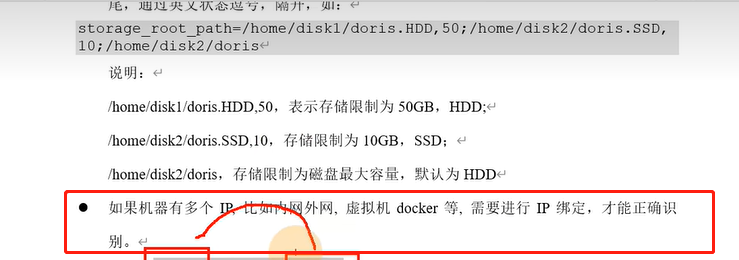 尾，通过英文状态逗号，隔开，如：
storage_root_path=/home/disk1/doris.HDD,50;/home/disk2/doris.SSD,
10;/home/disk2/doris
说明：
/home/disk1/doris.HDD,50，表示存储限制为 50GB，HDD;
/home/disk2/doris.SSD,10，存储限制为 10GB，SSD；
/home/disk2/doris，存储限制为磁盘最大容量，默认为 HDD
● 如果机器有多个 IP, 比如内网外网, 虚拟机 docker 等, 需要进行 IP 绑定，才能正确识
别。